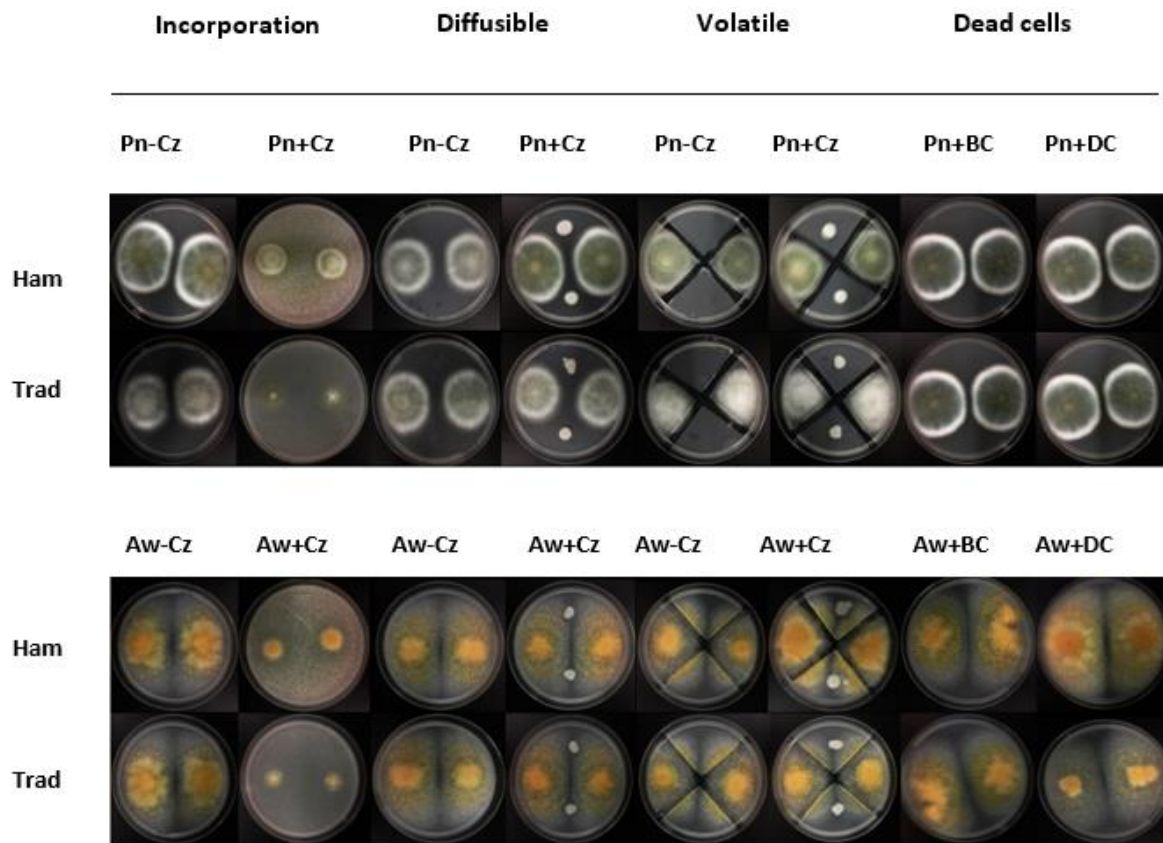 Incorporation Diffusible Volatile Dead cells
Pn-Cz Pn+Cz Pn-Cz Pn+Cz Pn-Cz Pn+Cz Pn+BC Pn+DC
Ham
Trad
Aw-Cz Aw+Cz Aw-Cz Aw+Cz Aw-Cz Aw+Cz Aw+BC Aw+DC
Ham
Trad